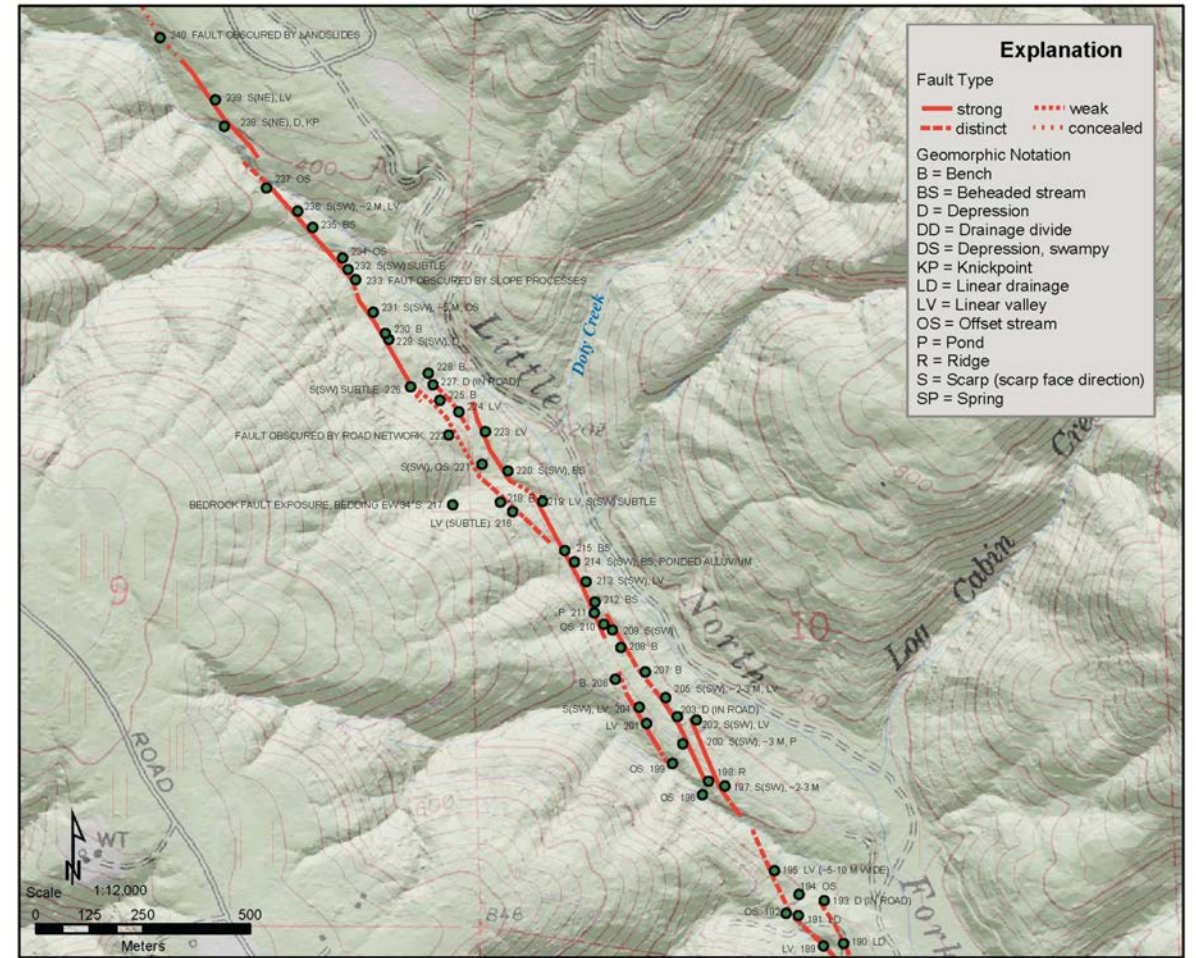 240: FAULT OBSCURED BY LANDSLIDES
239: S(NE), LV
238: S(NE), D, KP
400
237: OS
236: S(SW), ~2 M, LV
235: BS
234: OS
232: S(SW) SUBTLE
233: FAUT OBSCURED BY SLOPE PROCESSES
231: S(SW), ~5 M, OS
230: B
229: S(SW), D
228: B
227: D (IN ROAD)
S(SW) SUBTLE: 226
225: B
224: LV
223: LV
FAULT OBSCURED BY ROAD NETWORK: 222
S(SW), OS: 221
220: S(SW), BS
219: LV, S(SW) SUBTLE
218: B
BEDROCK FAULT EXPOSURE, BEDDING EW/34°S: 217
LV (SUBTLE): 216
215: BS
214: S(SW), BS, PONDED ALLUVIUM
213: S(SW), LV
212: BS
P: 211
OS: 210
209: S(SW)
208: B
207: B
B: 206
205: S(SW), ~2-3 M, LV
S(SW), LV: 204
203: D (IN ROAD)
202: S(SW), LV
LV: 201
200: S(SW), ~3 M, P
OS: 199
198: R
197: S(SW), ~2-3 M
OS: 196
195: LV (~5-10 M WIDE)
194: OS
193: D (IN ROAD)
OS: 192
191: LD
190: LD
LV: 189
Little
North
Fork
Doty Creek
202
Log Cabin
9
10
200
600
846
ROAD
WT
N
Scale 1:12,000
0 125 250 500
Meters
Explanation
Fault Type
strong
weak
distinct
concealed
Geomorphic Notation
B = Bench
BS = Beheaded stream
D = Depression
DD = Drainage divide
DS = Depression, swampy
KP = Knickpoint
LD = Linear drainage
LV = Linear valley
OS = Offset stream
P = Pond
R = Ridge
S = Scarp (scarp face direction)
SP = Spring